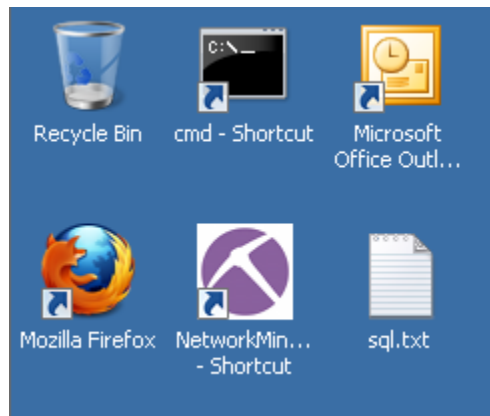 C:\_
Recycle Bin
cmd - Shortcut
Microsoft
Office Outl...
Mozilla Firefox
NetworkMin...
- Shortcut
sql.txt